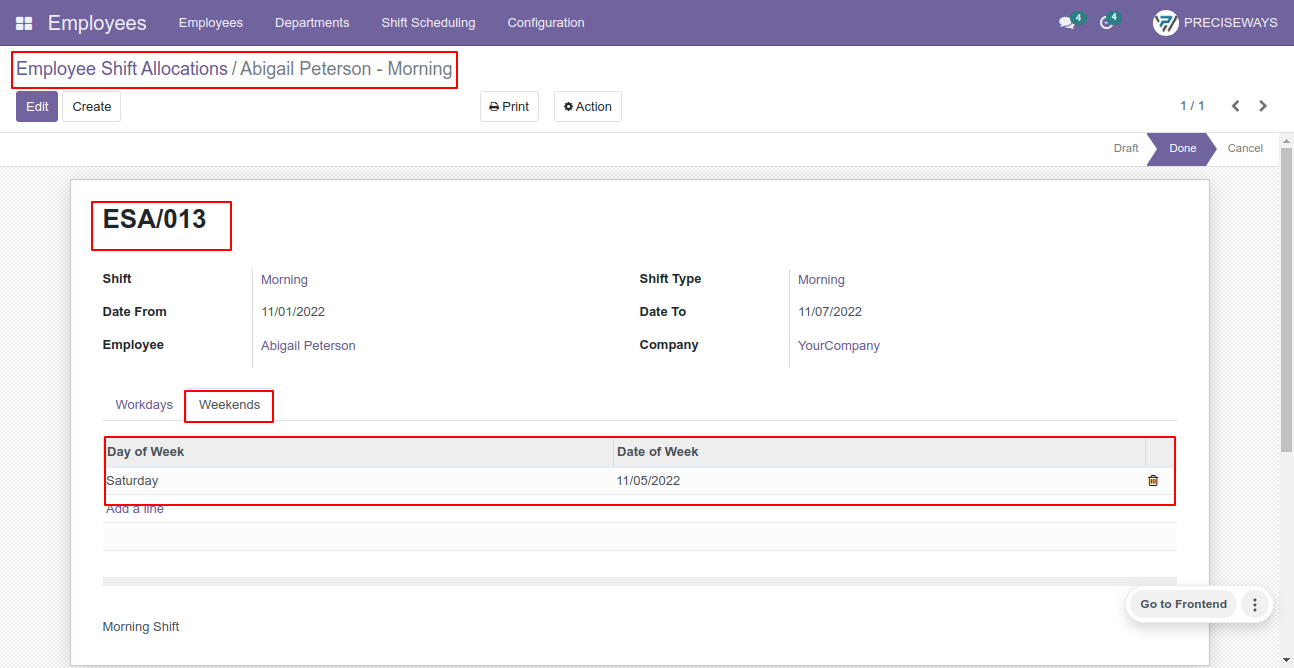 Employees Employees Departments Shift Scheduling Configuration 4 4 PRECISEWAYS
Employee Shift Allocations / Abigail Peterson - Morning
Edit Create Print Action 1 / 1
Draft Done Cancel
ESA/013
Shift Morning Shift Type Morning
Date From 11/01/2022 Date To 11/07/2022
Employee Abigail Peterson Company YourCompany
Workdays Weekends
Day of Week Date of Week
Saturday 11/05/2022
Add a line
Go to Frontend
Morning Shift